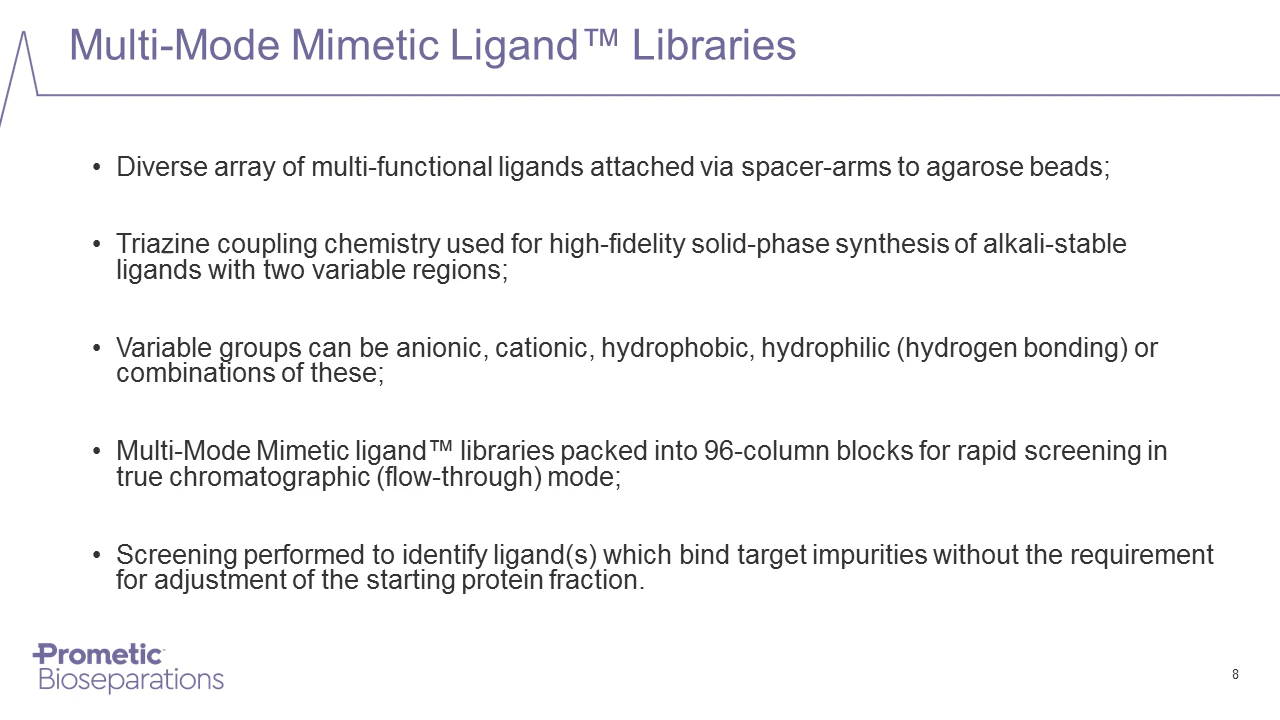 Multi-Mode Mimetic Ligand™ Libraries
• Diverse array of multi-functional ligands attached via spacer-arms to agarose beads;
• Triazine coupling chemistry used for high-fidelity solid-phase synthesis of alkali-stable
ligands with two variable regions;
• Variable groups can be anionic, cationic, hydrophobic, hydrophilic (hydrogen bonding) or
combinations of these;
• Multi-Mode Mimetic ligand™ libraries packed into 96-column blocks for rapid screening in
true chromatographic (flow-through) mode;
• Screening performed to identify ligand(s) which bind target impurities without the requirement
for adjustment of the starting protein fraction.
Prometic
Bioseparations
8